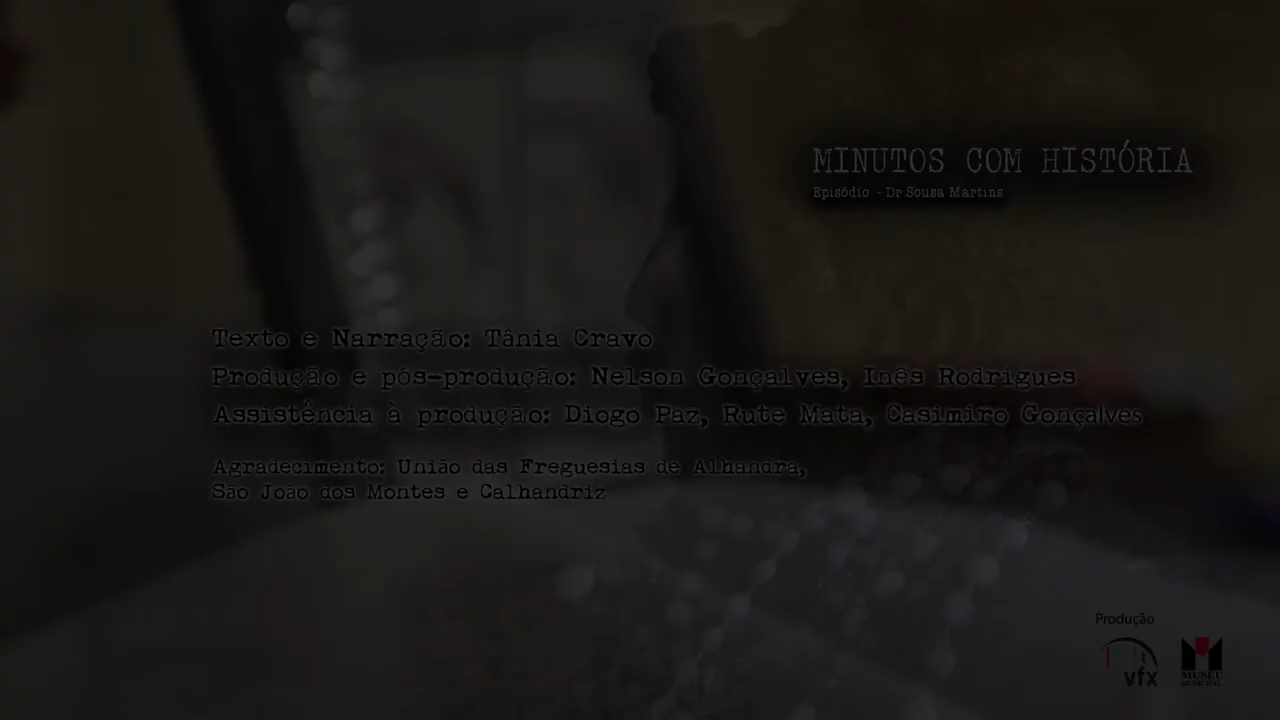 MINUTOS COM HISTÓRIA
Episódio - Dr Sousa Martins
Texto e Narração: Tânia Cravo
Produção e pós-produção: Nelson Gonçalves, Inês Rodrigues
Assistência à produção: Diogo Paz, Rute Mata, Casimiro Gonçalves
Agradecimento: União das Freguesias de Alhandra,
São João dos Montes e Calhandriz
Produção
vfx
MUSEU
MUNICIPAL